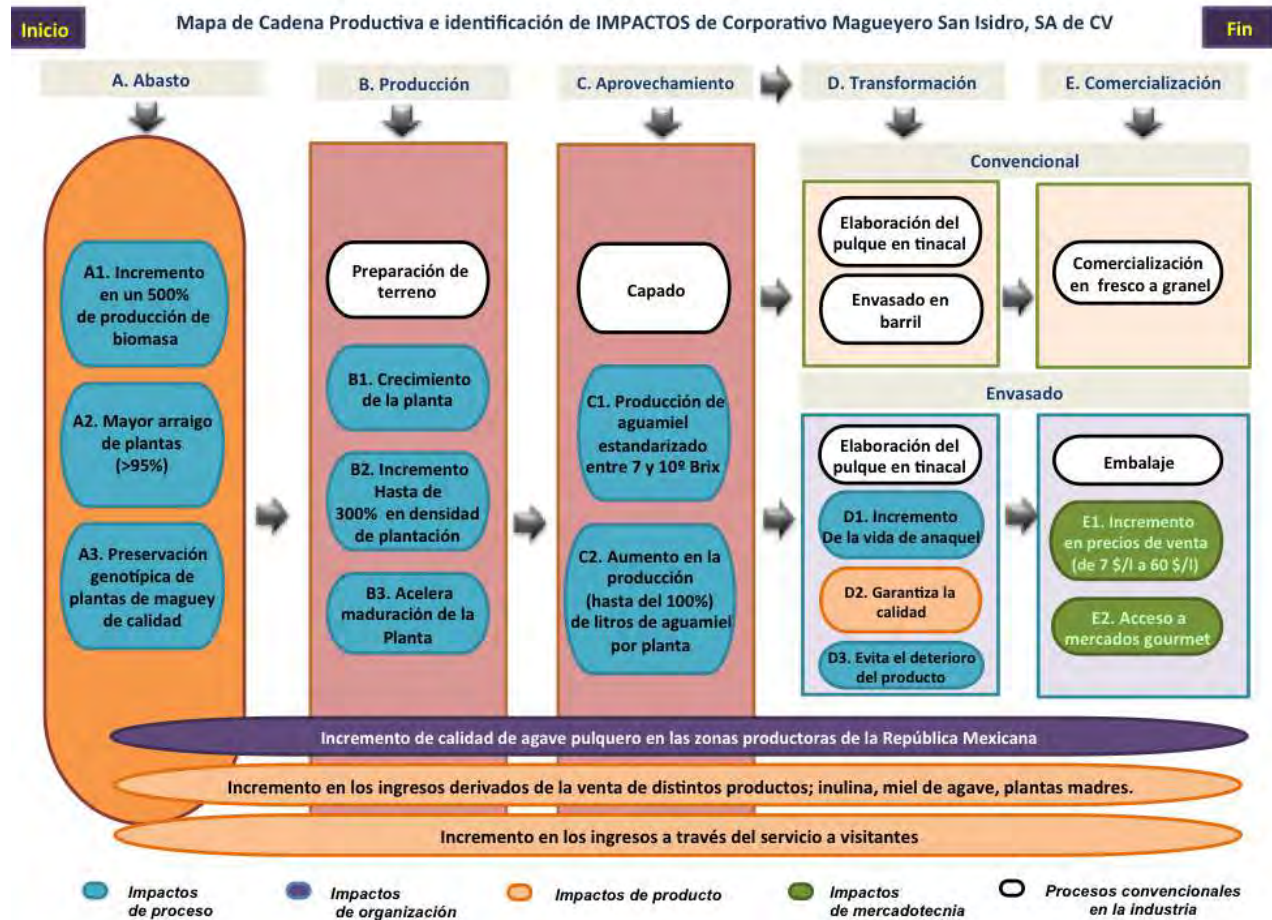 Inicio
Mapa de Cadena Productiva e identificación de IMPACTOS de Corporativo Magueyero San Isidro, SA de CV
Fin
A. Abasto
B. Producción
C. Aprovechamiento
D. Transformación
E. Comercialización
A1. Incremento
en un 500%
de producción de
biomasa
A2. Mayor arraigo
de plantas
(>95%)
A3. Preservación
genotípica de
plantas de maguey
de calidad
Preparación de
terreno
B1. Crecimiento
de la planta
B2. Incremento
Hasta de
300% en densidad
de plantación
B3. Acelera
maduración de la
Planta
Capado
C1. Producción de
aguamiel
estandarizado
entre 7 y 10º Brix
C2. Aumento en la
producción
(hasta del 100%)
de litros de aguamiel
por planta
Convencional
Elaboración del
pulque en tinacal
Envasado en
barril
Comercialización
en fresco a granel
Envasado
Elaboración del
pulque en tinacal
D1. Incremento
De la vida de anaquel
D2. Garantiza la
calidad
D3. Evita el deterioro
del producto
Embalaje
E1. Incremento
en precios de venta
(de 7 $/l a 60 $/l)
E2. Acceso a
mercados gourmet
Incremento de calidad de agave pulquero en las zonas productoras de la República Mexicana
Incremento en los ingresos derivados de la venta de distintos productos; inulina, miel de agave, plantas madres.
Incremento en los ingresos a través del servicio a visitantes
Impactos
de proceso
Impactos
de organización
Impactos de producto
Impactos
de mercadotecnia
Procesos convencionales
en la industria